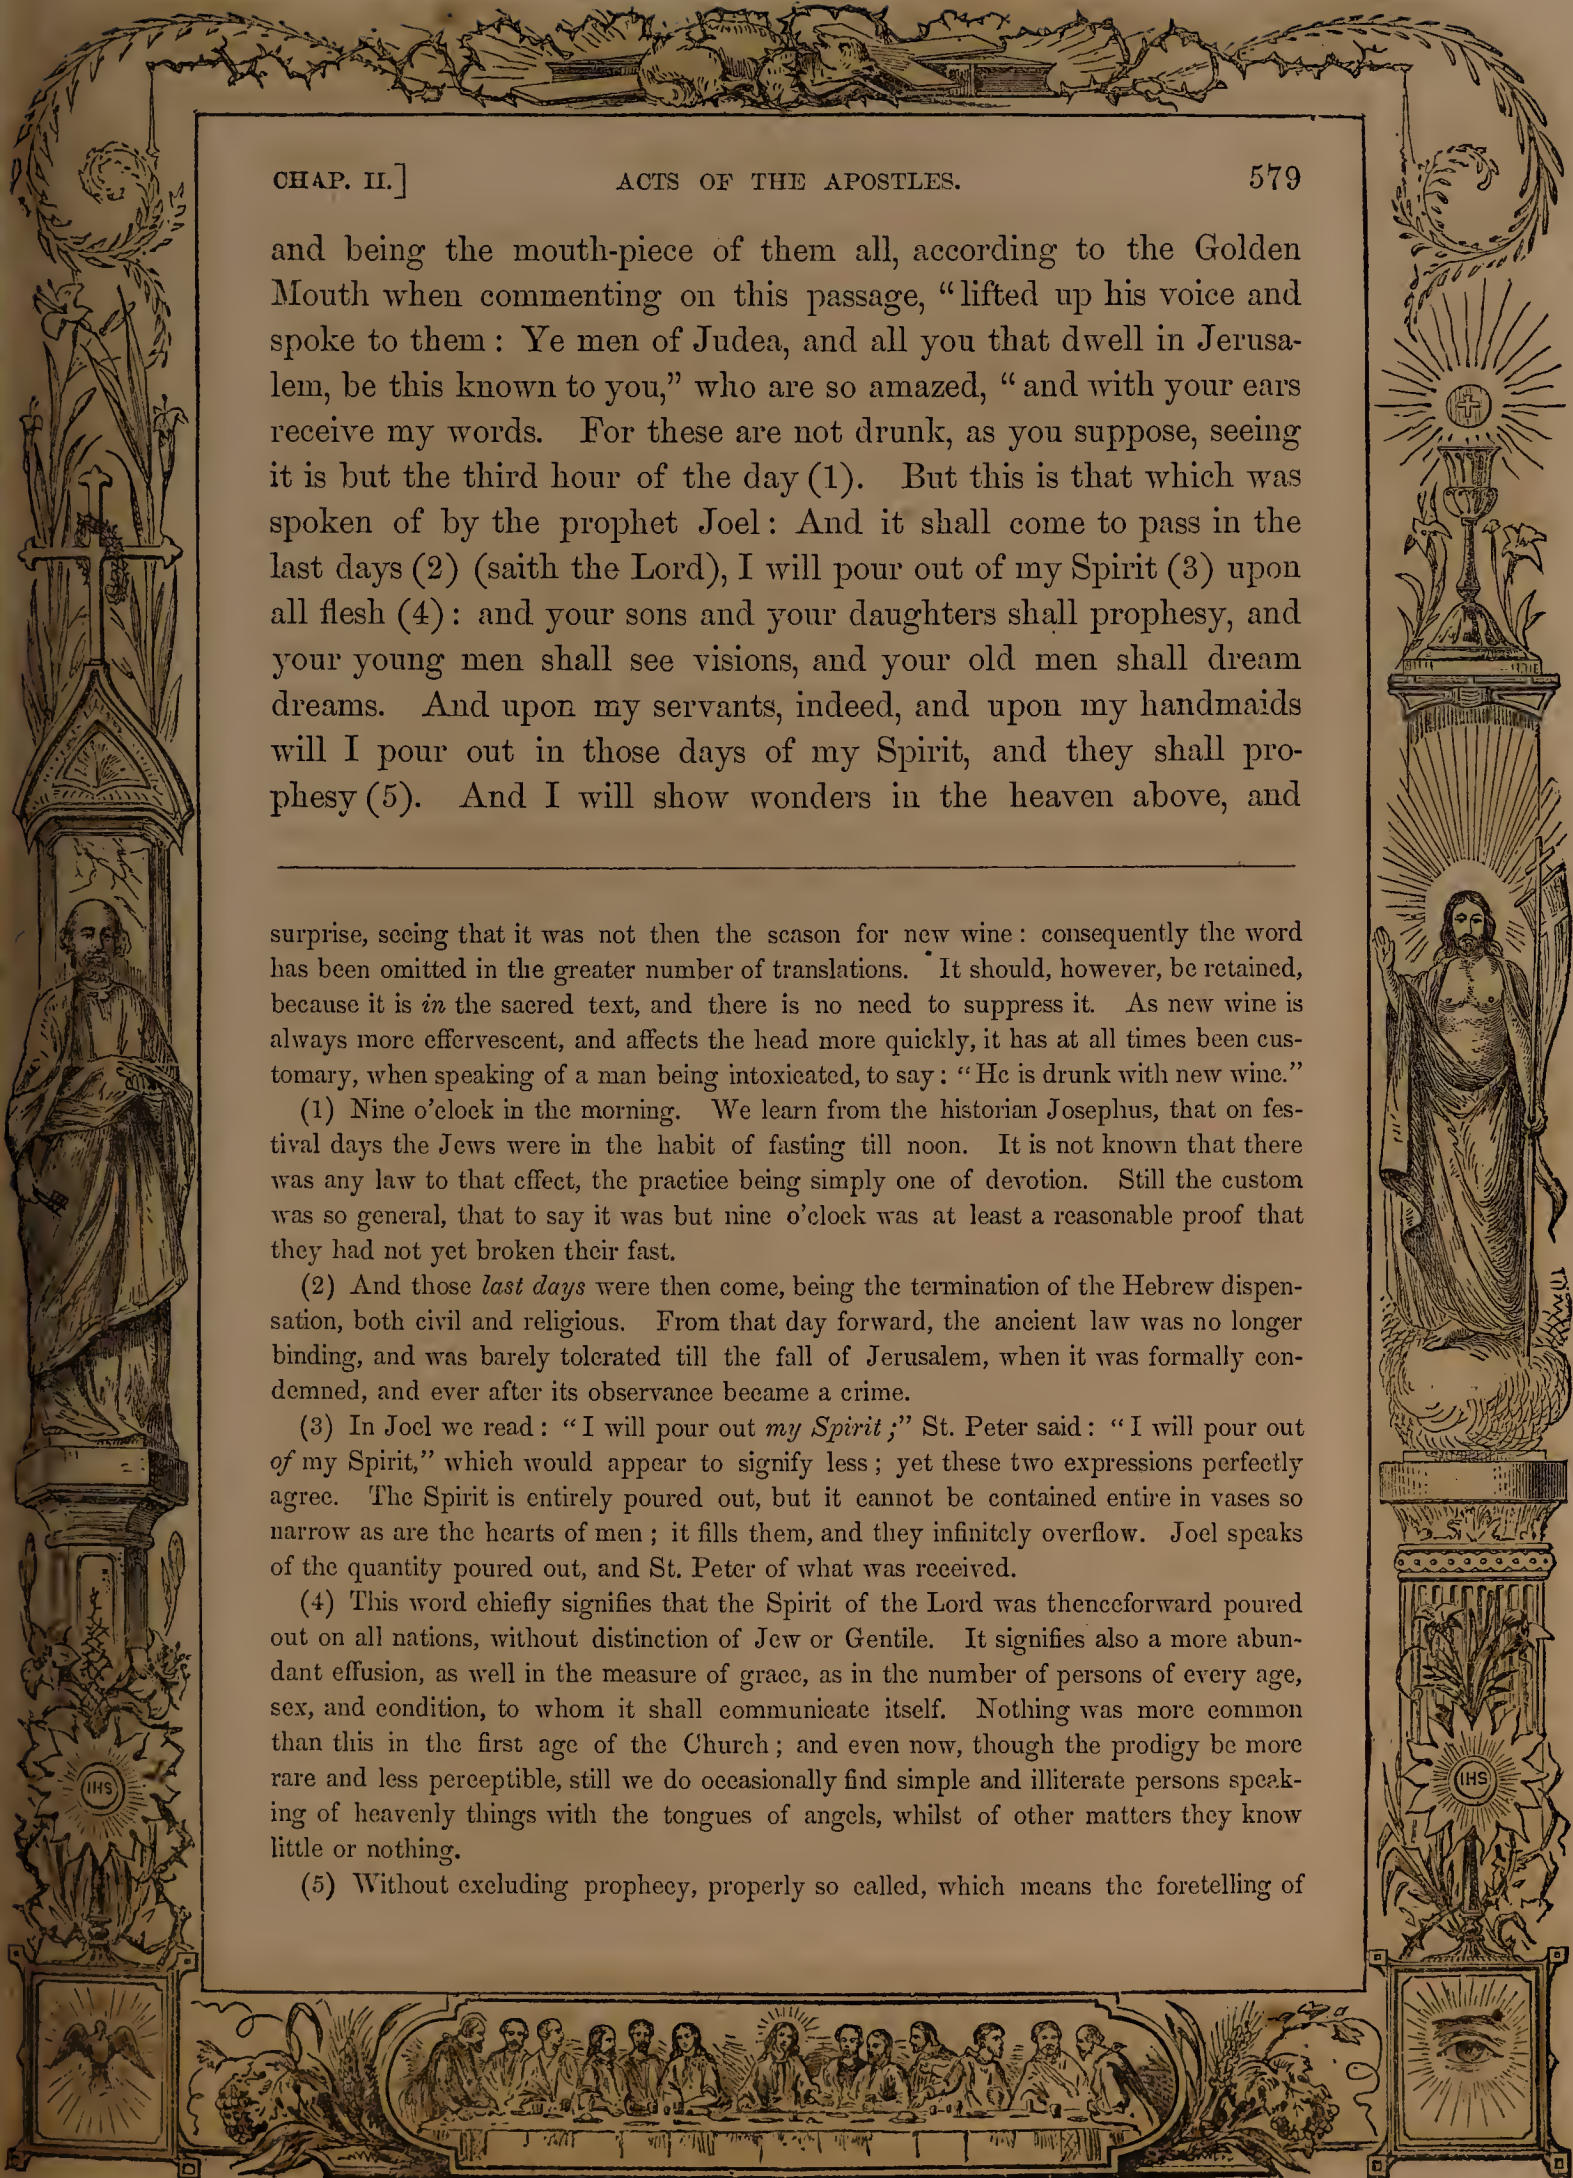 CHAP. II.] ACTS OF THE APOSTLES. 579
and being the mouth-piece of them all, according to the Golden
Mouth when commenting on this passage, “lifted up his voice and
spoke to them : Ye men of Judea, and all you that dwell in Jerusa-
lem, be this known to you,” who are so amazed, “and with your ears
receive my words. For these are not drunk, as you suppose, seeing
it is but the third hour of the day (1). But this is that which was
spoken of by the prophet Joel : And it shall come to pass in the
last days (2) (saith the Lord), I will pour out of my Spirit (3) upon
all flesh (4) : and your sons and your daughters shall prophesy, and
your young men shall see visions, and your old men shall dream
dreams. And upon my servants, indeed, and upon my handmaids
will I pour out in those days of my Spirit, and they shall pro-
phesy (5). And I will show wonders in the heaven above, and
surprise, seeing that it was not then the season for new wine : consequently the word
has been omitted in the greater number of translations. It should, however, be retained,
because it is in the sacred text, and there is no need to suppress it. As new wine is
always more effervescent, and affects the head more quickly, it has at all times been cus-
tomary, when speaking of a man being intoxicated, to say : “He is drunk with new wine.”
(1) Nine o’clock in the morning. We learn from the historian Josephus, that on fes-
tival days the Jews were in the habit of fasting till noon. It is not known that there
was any law to that effect, the practice being simply one of devotion. Still the custom
was so general, that to say it was but nine o’clock was at least a reasonable proof that
they had not yet broken their fast.
(2) And those last days were then come, being the termination of the Hebrew dispen-
sation, both civil and religious. From that day forward, the ancient law was no longer
binding, and was barely tolerated till the fall of Jerusalem, when it was formally con-
demned, and ever after its observance became a crime.
(3) In Joel we read : “I will pour out my Spirit ;” St. Peter said : “I will pour out
of my Spirit,” which would appear to signify less ; yet these two expressions perfectly
agree. The Spirit is entirely poured out, but it cannot be contained entire in vases so
narrow as are the hearts of men ; it fills them, and they infinitely overflow. Joel speaks
of the quantity poured out, and St. Peter of what was received.
(4) This word chiefly signifies that the Spirit of the Lord was thenceforward poured
out on all nations, without distinction of Jew or Gentile. It signifies also a more abun-
dant effusion, as well in the measure of grace, as in the number of persons of every age,
sex, and condition, to whom it shall communicate itself. Nothing was more common
than this in the first age of the Church ; and even now, though the prodigy be more
rare and less perceptible, still we do occasionally find simple and illiterate persons speak-
ing of heavenly things with the tongues of angels, whilst of other matters they know
little or nothing.
(5) Without excluding prophecy, properly so called, which means the foretelling of
IHS
IHS